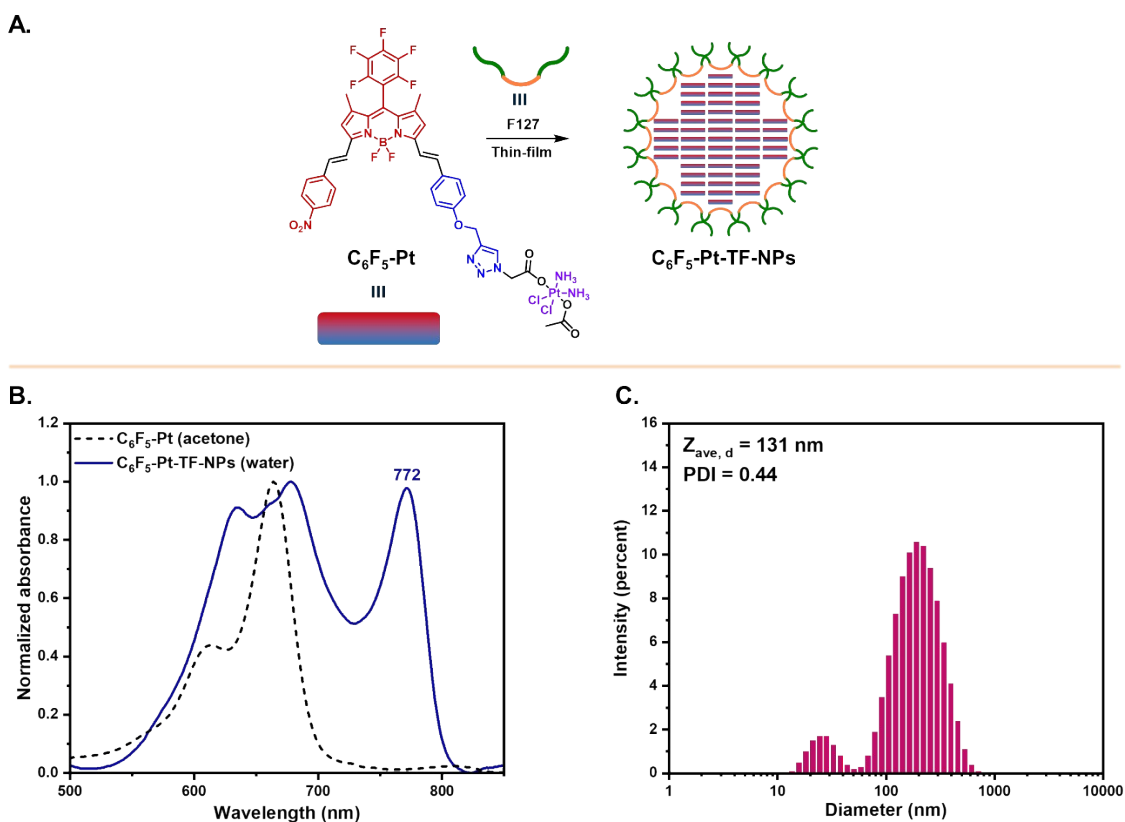 A.
F
F
F
F
F
N
B
N
F
F
O₂N
O
N
N
N
O
O
NH₃
Pt
NH₃
Cl
Cl
O
O
C₆F₅-Pt
III
III
F127
Thin-film
C₆F₅-Pt-TF-NPs
B.
1.2
1.0
0.8
0.6
0.4
0.2
0.0
Normalized absorbance
C₆F₅-Pt (acetone)
C₆F₅-Pt-TF-NPs (water)
772
500
600
700
800
Wavelength (nm)
C.
16
14
12
10
8
6
4
2
0
Intensity (percent)
Zave, d = 131 nm
PDI = 0.44
1
10
100
1000
10000
Diameter (nm)